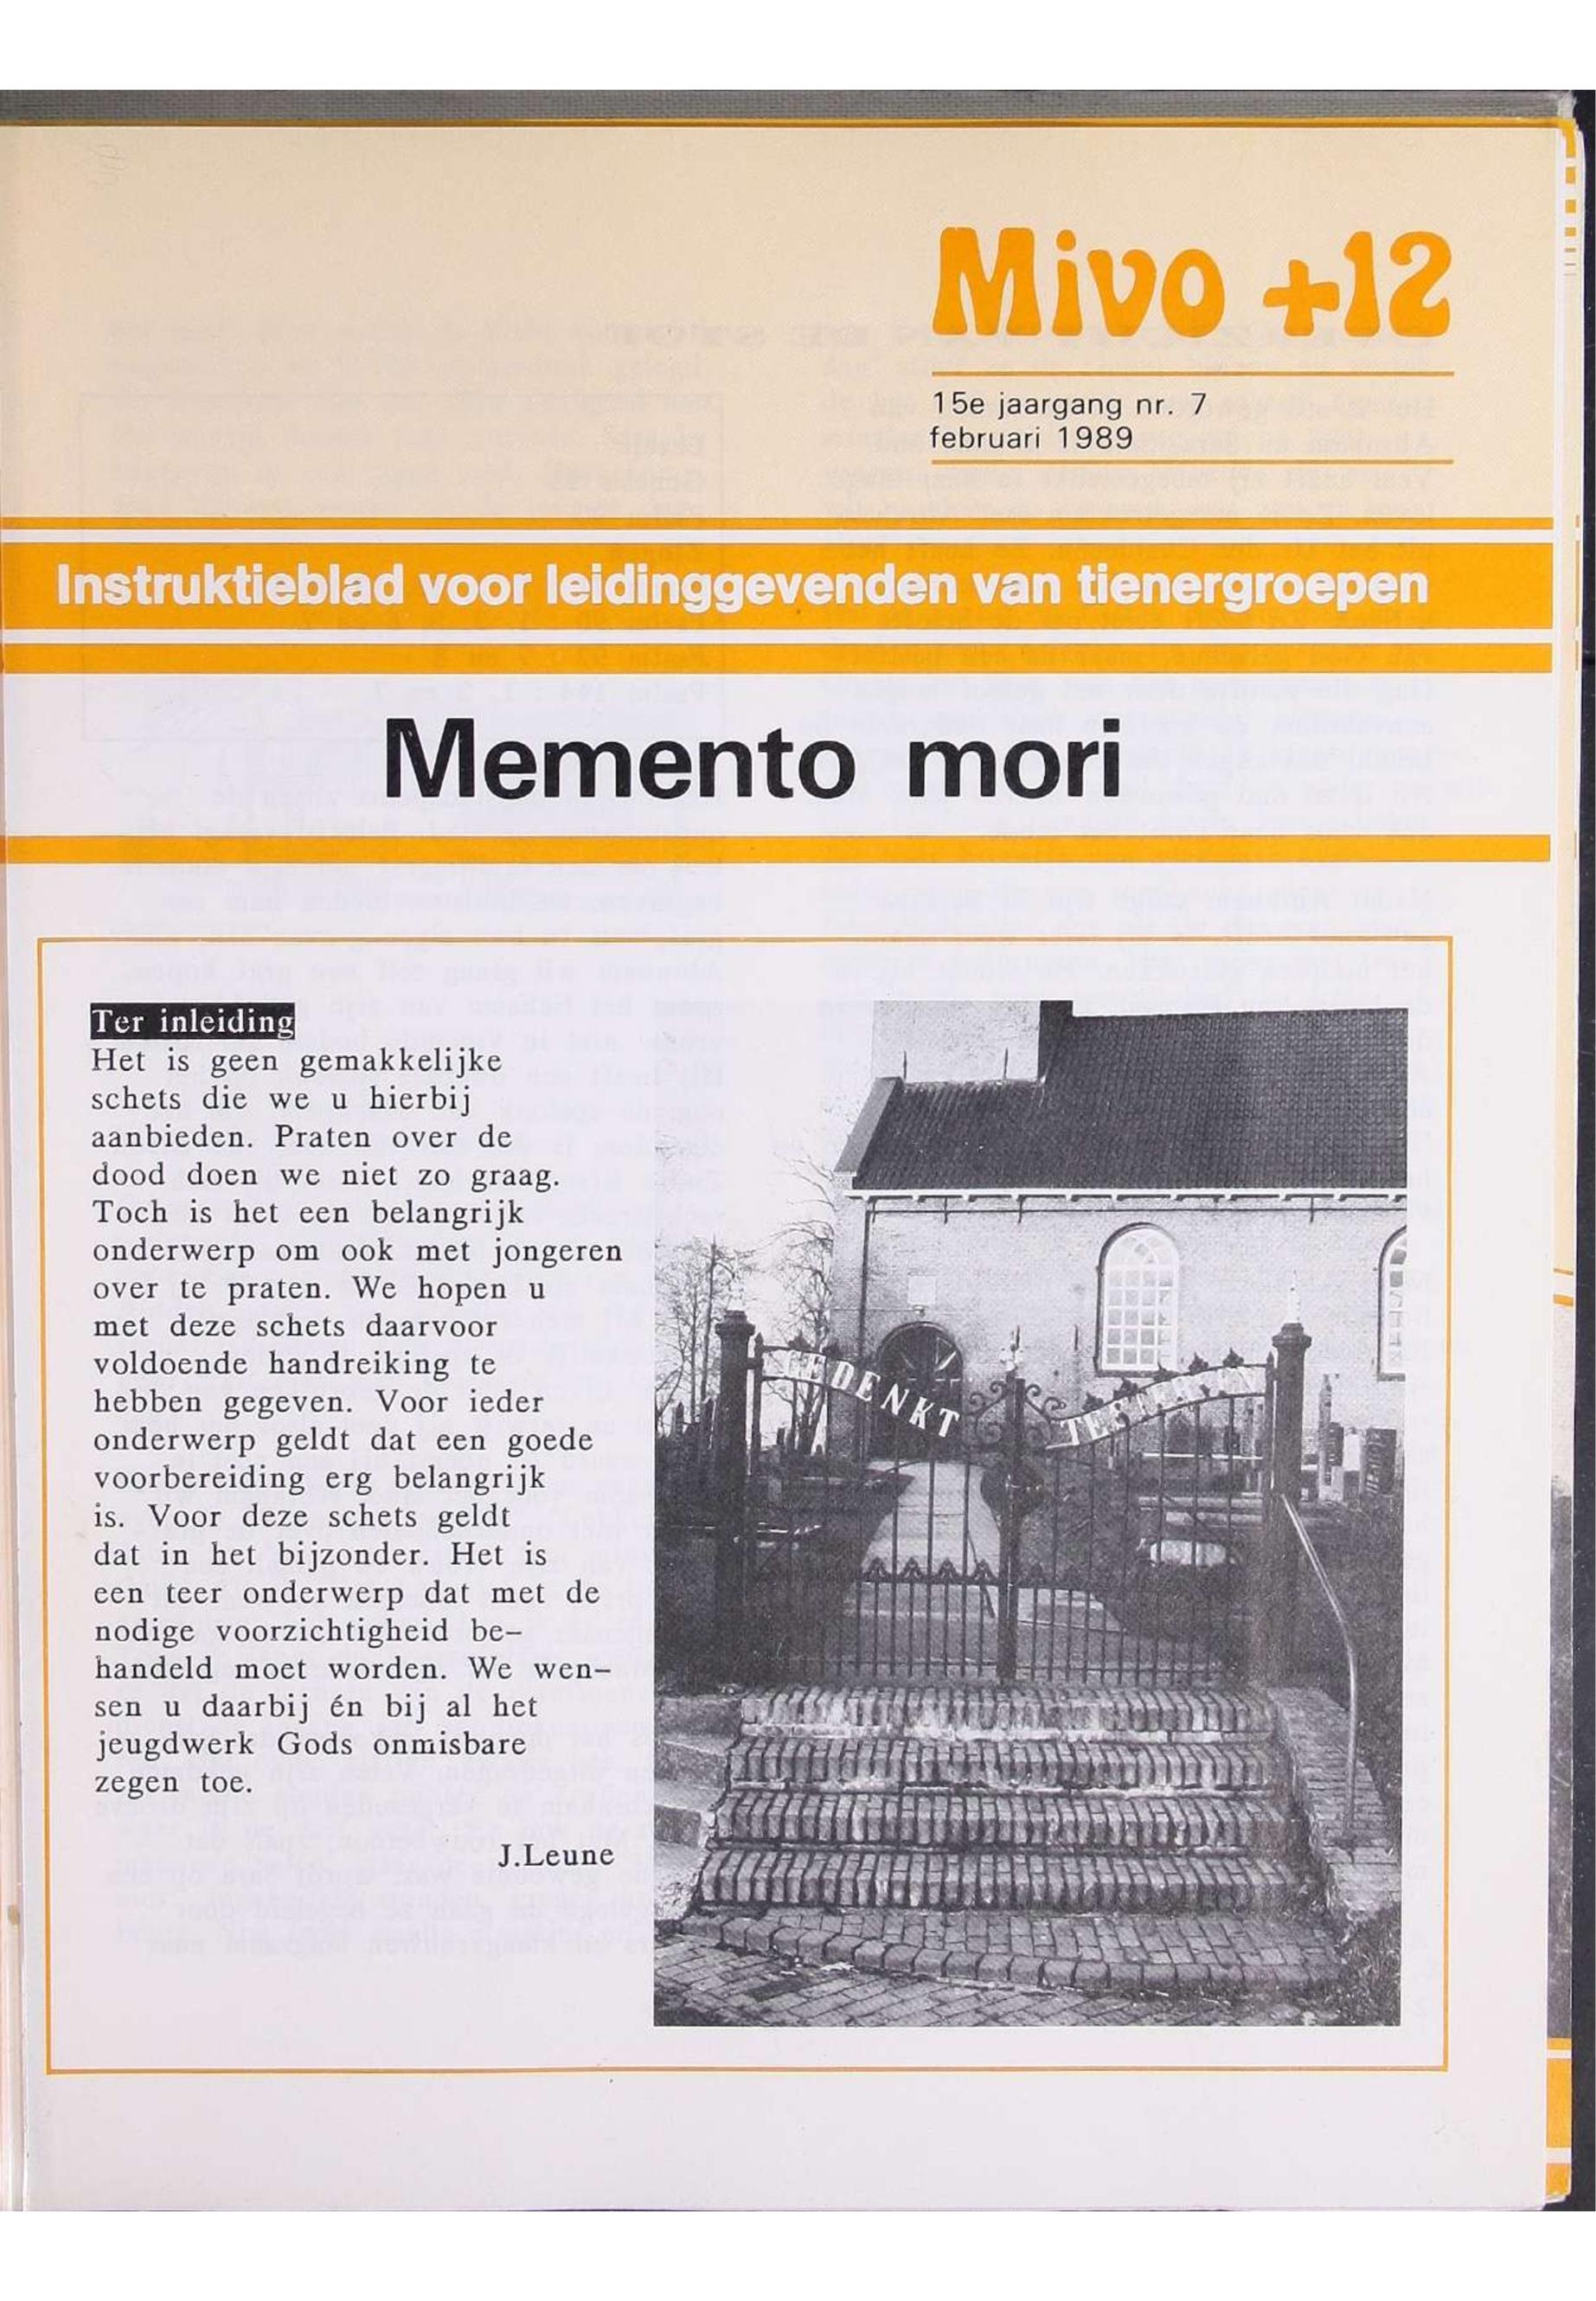 Mivo +12
15e jaargang nr. 7
februari 1989
Instruktieblad voor leidinggevenden van tienergroepen
Memento mori
Ter inleiding
Het is geen gemakkelijke
schets die we u hierbij
aanbieden. Praten over de
dood doen we niet zo graag.
Toch is het een belangrijk
onderwerp om ook met jongeren
over te praten. We hopen u
met deze schets daarvoor
voldoende handreiking te
hebben gegeven. Voor ieder
onderwerp geldt dat een goede
voorbereiding erg belangrijk
is. Voor deze schets geldt
dat in het bijzonder. Het is
een teer onderwerp dat met de
nodige voorzichtigheid be-
handeld moet worden. We wen-
sen u daarbij én bij al het
jeugdwerk Gods onmisbare
zegen toe.
J.Leune
GEDENKT TE STERVEN